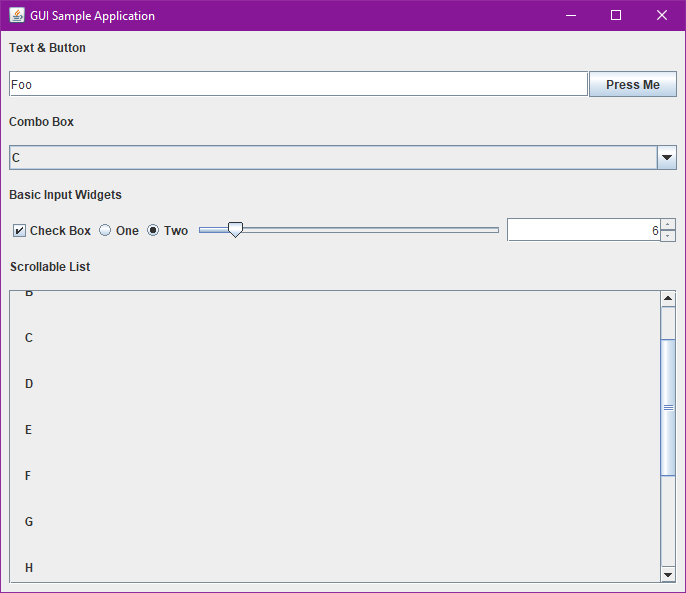 GUI Sample Application
Text & Button
Foo Press Me
Combo Box
C
Basic Input Widgets
Check Box One Two 6
Scrollable List
B
C
D
E
F
G
H